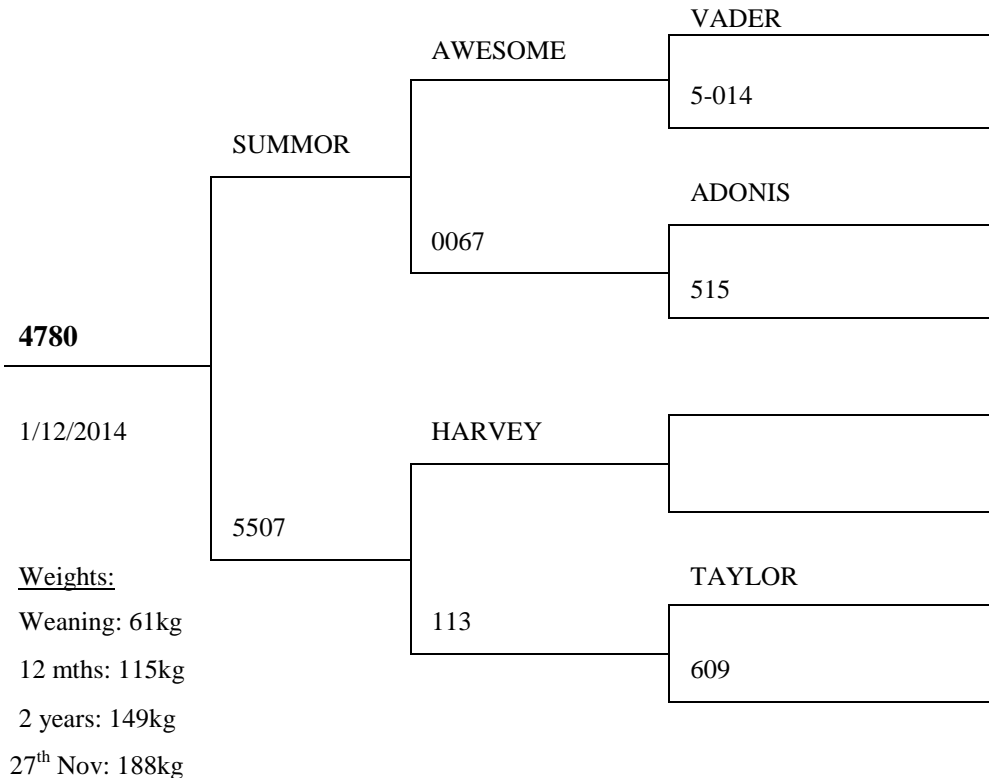 VADER
AWESOME
5-014
SUMMOR
ADONIS
0067
515
4780
1/12/2014
HARVEY
5507
TAYLOR
Weights:
Weaning: 61kg
113
12 mths: 115kg
609
2 years: 149kg
27th Nov: 188kg